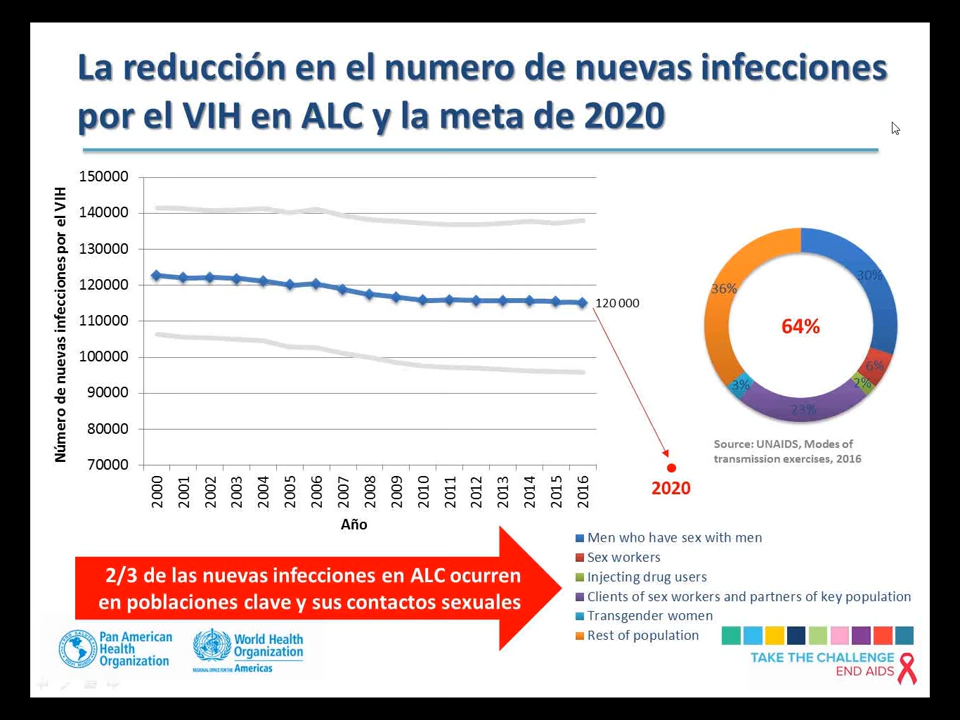 La reducción en el numero de nuevas infecciones
por el VIH en ALC y la meta de 2020
Número de nuevas infecciones por el VIH
150000
140000
130000
120000
110000
100000
90000
80000
70000
120 000
2000
2001
2002
2003
2004
2005
2006
2007
2008
2009
2010
2011
2012
2013
2014
2015
2016
Año
2020
30%
6%
2%
23%
3%
36%
64%
Source: UNAIDS, Modes of
transmission exercises, 2016
2/3 de las nuevas infecciones en ALC ocurren
en poblaciones clave y sus contactos sexuales
Men who have sex with men
Sex workers
Injecting drug users
Clients of sex workers and partners of key population
Transgender women
Rest of population
Pan American
Health
Organization
World Health
Organization
REGIONAL OFFICE FOR THE Americas
TAKE THE CHALLENGE
END AIDS